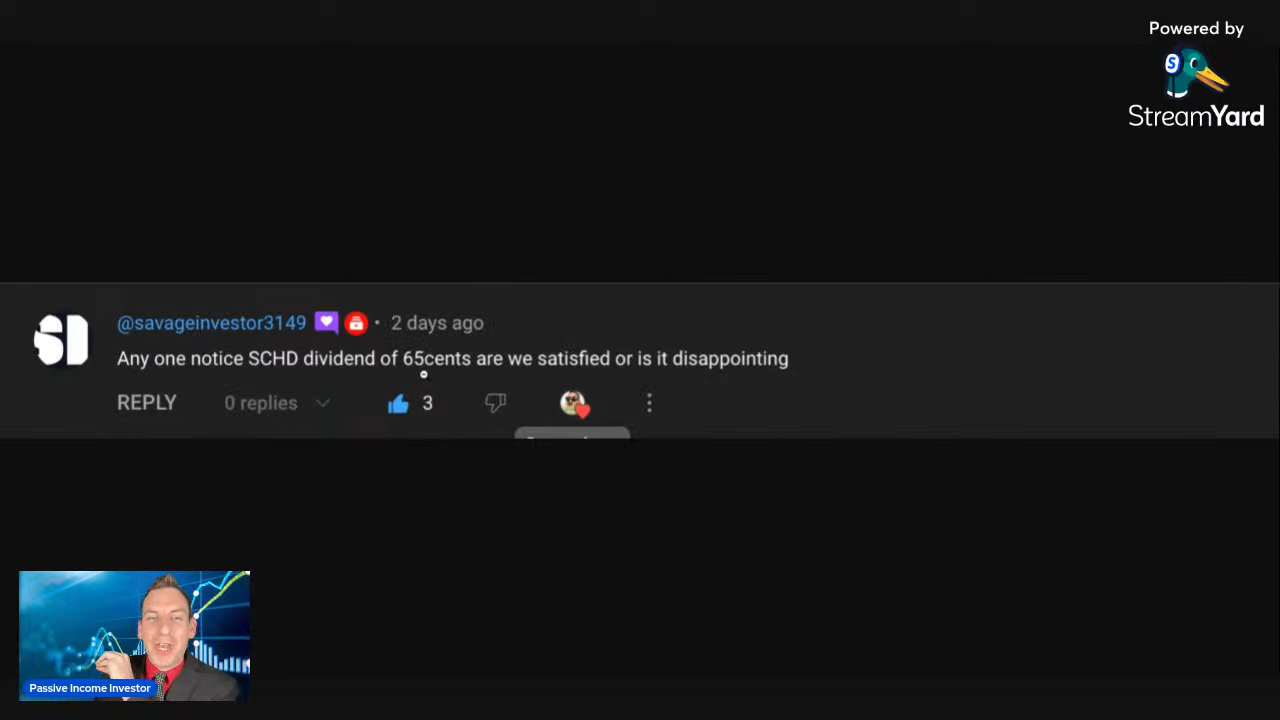 Powered by
StreamYard
@savageinvestor3149 • 2 days ago
Any one notice SCHD dividend of 65cents are we satisfied or is it disappointing
REPLY 0 replies 3
Passive Income Investor